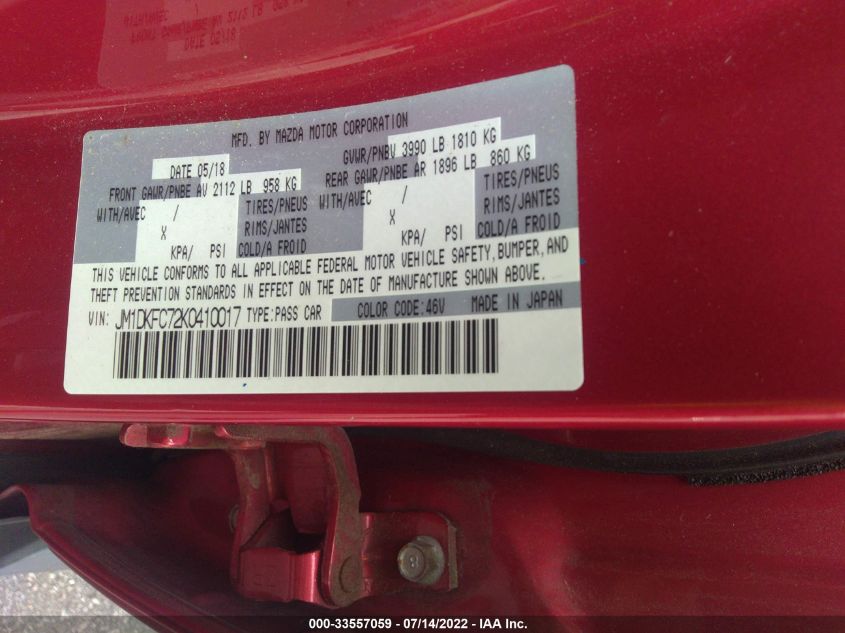 MFD. BY MAZDA MOTOR CORPORATION
DATE 05/18
GVWR/PNBV 3990 LB 1810 KG
FRONT GAWR/PNBE AV 2112 LB 958 KG
REAR GAWR/PNBE AR 1896 LB 860 KG
WITH/AVEC / TIRES/PNEUS
WITH/AVEC / TIRES/PNEUS
X RIMS/JANTES
X RIMS/JANTES
KPA/ PSI COLD/A FROID
KPA/ PSI COLD/A FROID
THIS VEHICLE CONFORMS TO ALL APPLICABLE FEDERAL MOTOR VEHICLE SAFETY, BUMPER, AND
THEFT PREVENTION STANDARDS IN EFFECT ON THE DATE OF MANUFACTURE SHOWN ABOVE.
VIN: JM1DKFC72K0410017 TYPE:PASS CAR COLOR CODE:46V MADE IN JAPAN
8
000-33557059 — 07/14/2022 — IAA Inc.